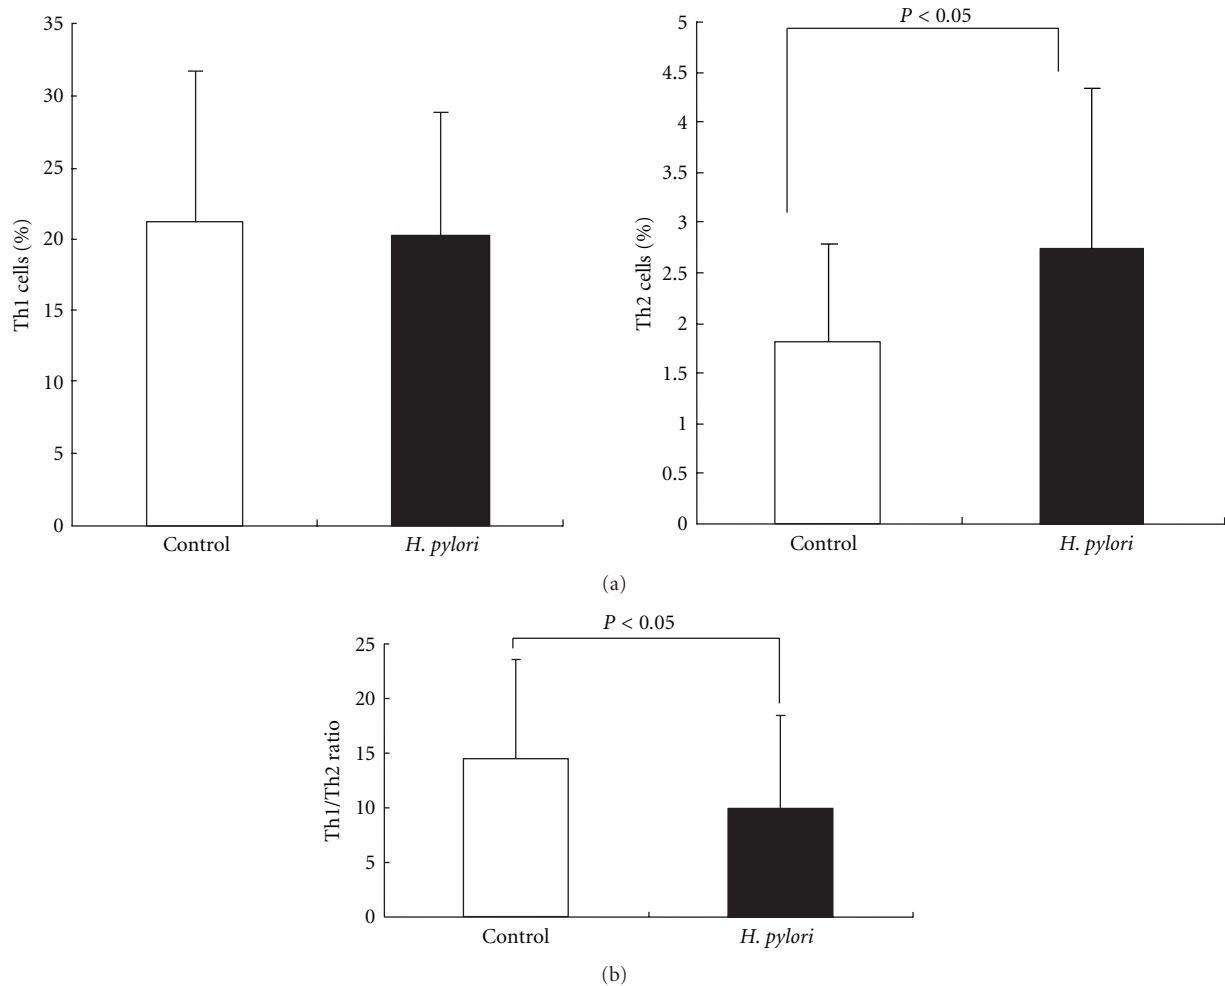 35
30
25
20
15
10
5
0
Th1 cells (%)
Control
H. pylori
P < 0.05
5
4.5
4
3.5
3
2.5
2
1.5
1
0.5
0
Th2 cells (%)
Control
H. pylori
(a)
P < 0.05
25
20
15
10
5
0
Th1/Th2 ratio
Control
H. pylori
(b)